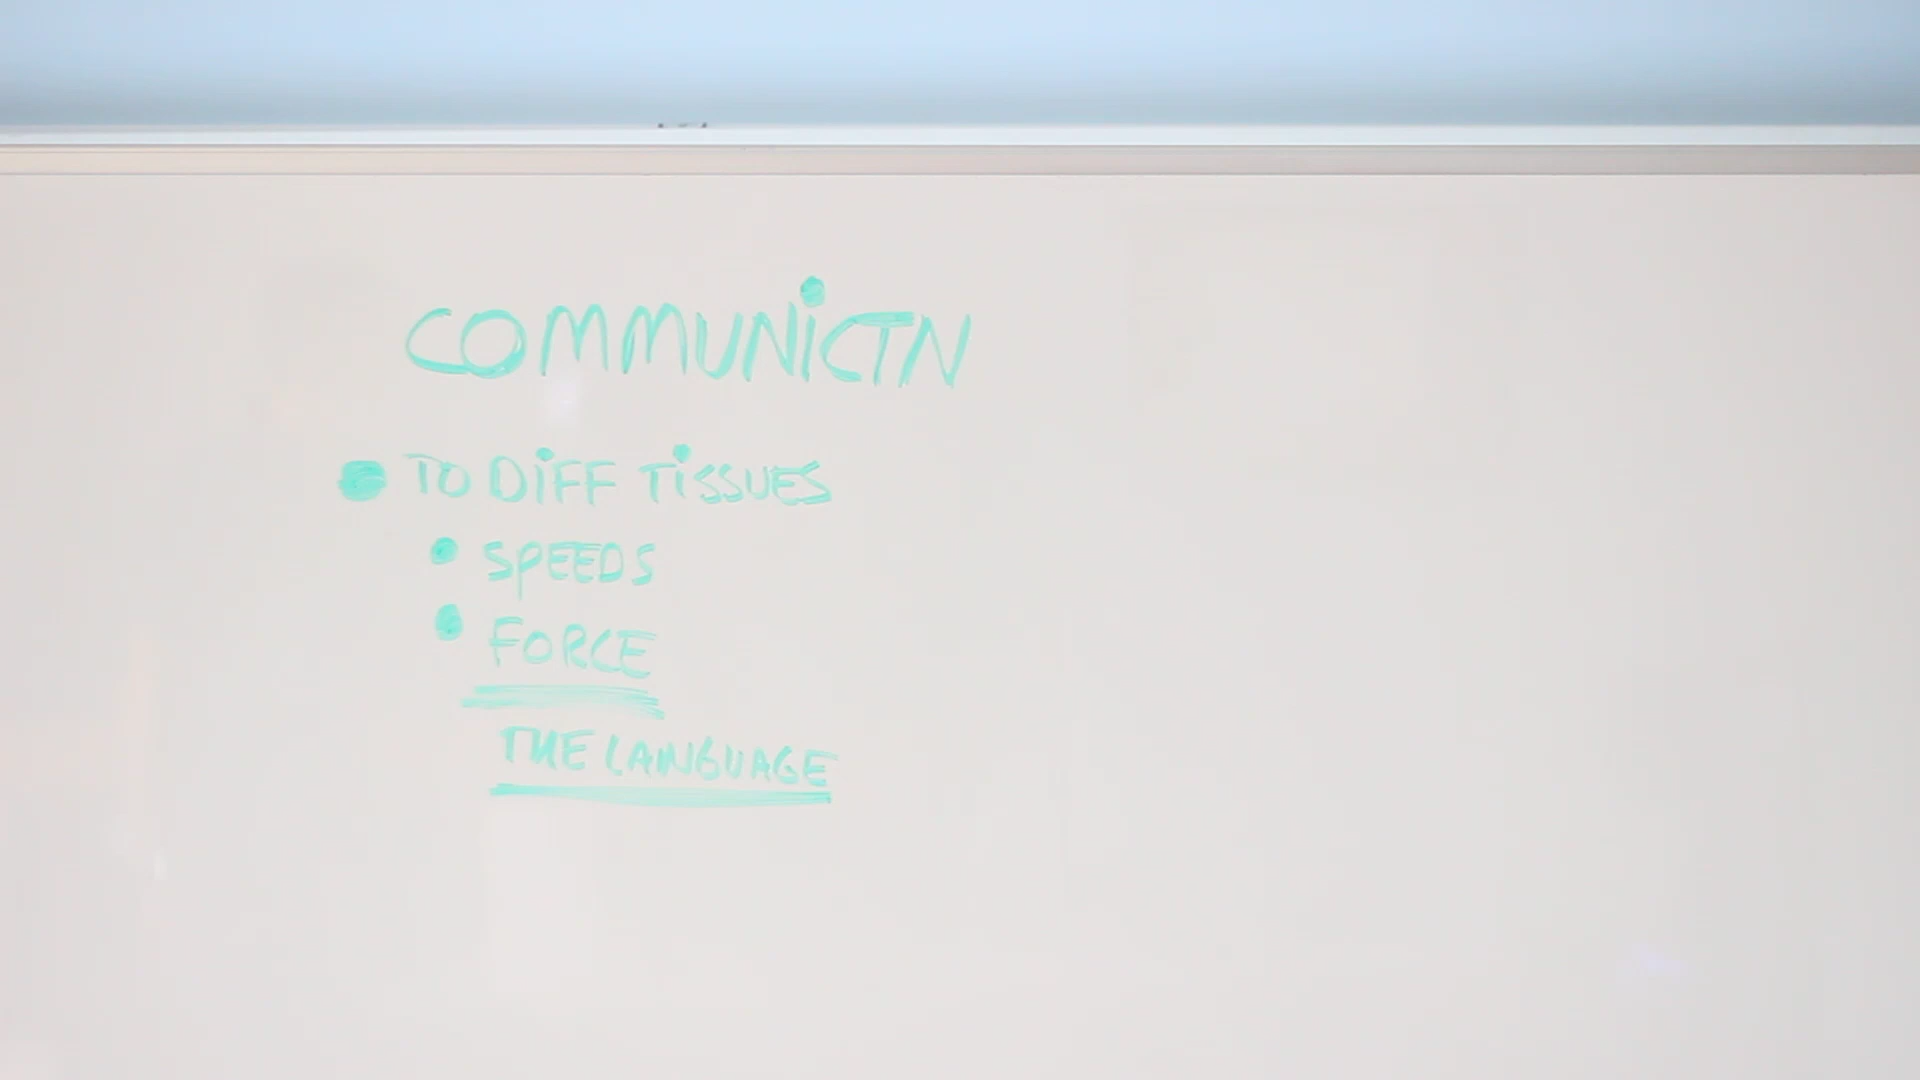 COMMUNiCTN
• TO DiFF TiSSUES
• SPEEDS
• FORCE
THE LANGUAGE